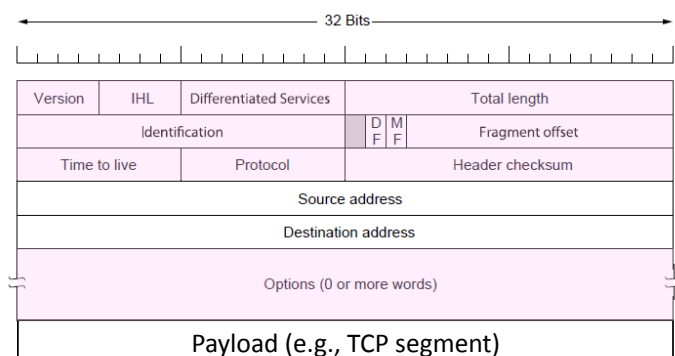 32 Bits
Version IHL Differentiated Services Total length
Identification D F M F Fragment offset
Time to live Protocol Header checksum
Source address
Destination address
Options (0 or more words)
Payload (e.g., TCP segment)